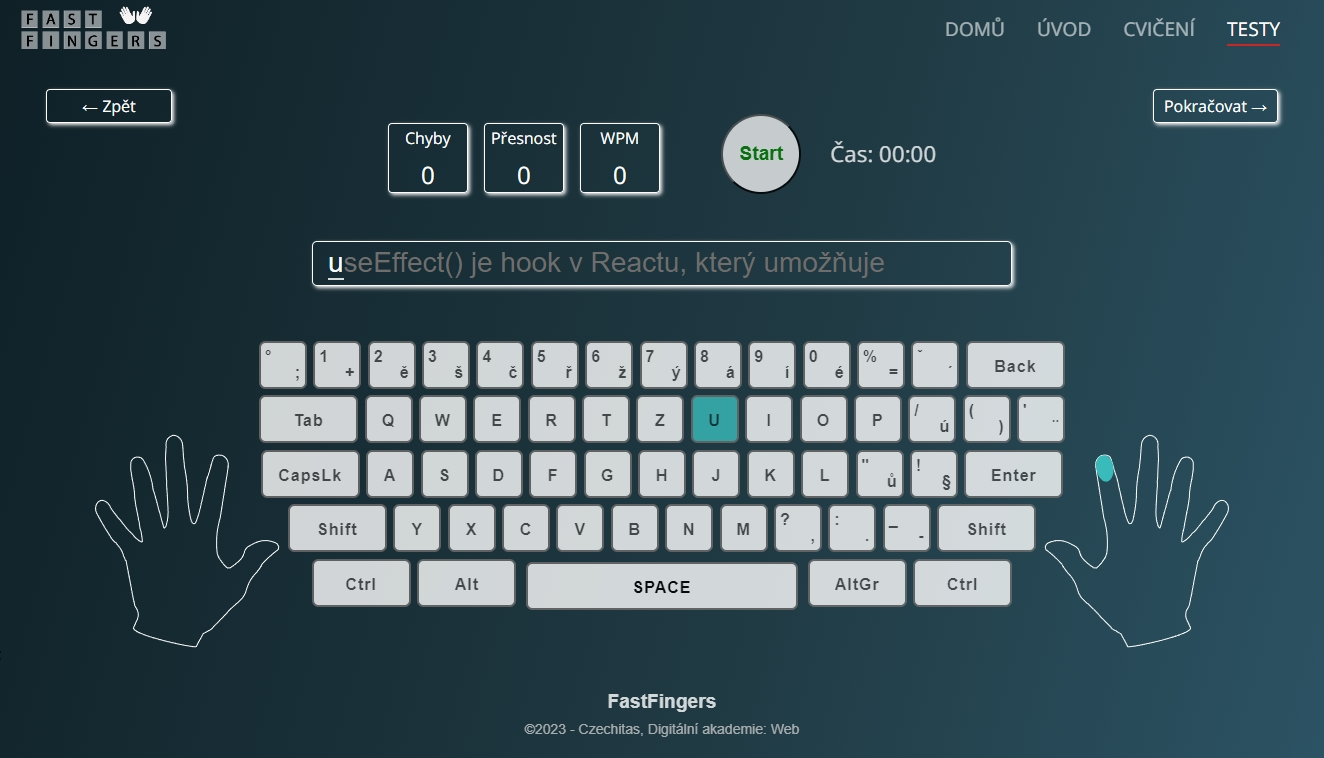 FAST
FINGERS
DOMŮ ÚVOD CVIČENÍ TESTY
← Zpět
Pokračovat →
Chyby Přesnost WPM
0 0 0
Start
Čas: 00:00
useEffect() je hook v Reactu, který umožňuje
° ; 1 + 2 ě 3 š 4 č 5 ř 6 ž 7 ý 8 á 9 í 0 é % = ˇ ´ Back
Tab Q W E R T Z U I O P / ú ( ) ' ¨
CapsLk A S D F G H J K L " ů ! § Enter
Shift Y X C V B N M ? , : . _ - Shift
Ctrl Alt SPACE AltGr Ctrl
FastFingers
©2023 - Czechitas, Digitální akademie: Web